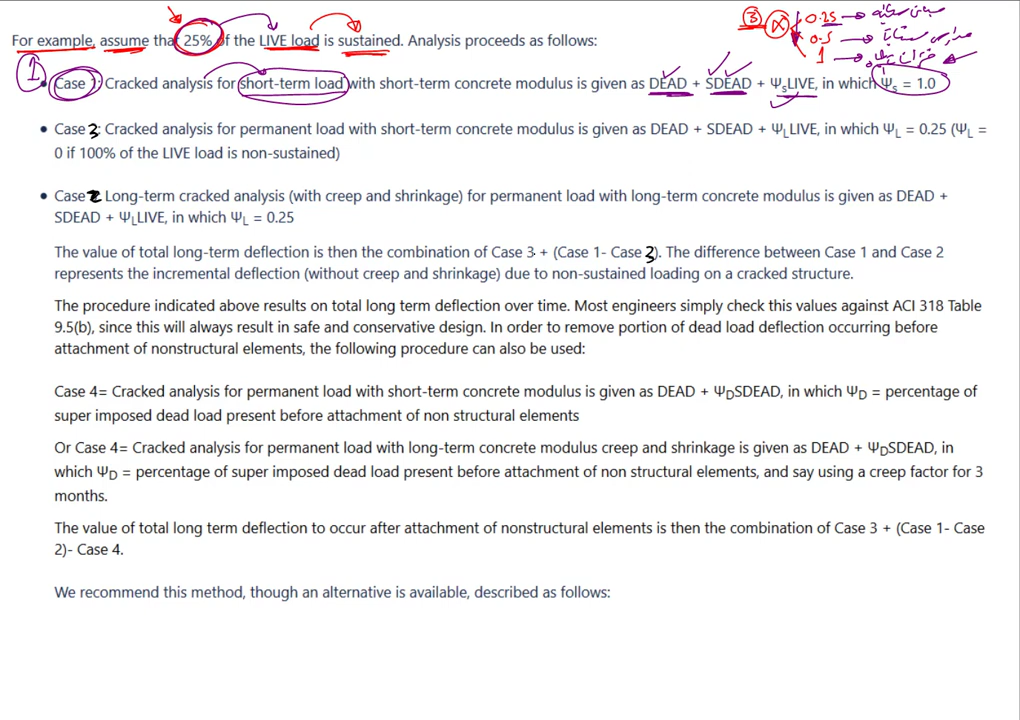 ③ α 0.25
0.5
1
For example, assume that 25% of the LIVE load is sustained. Analysis proceeds as follows:
1
• Case 1: Cracked analysis for short-term load with short-term concrete modulus is given as DEAD + SDEAD + ΨsLIVE, in which Ψs = 1.0
• Case 3: Cracked analysis for permanent load with short-term concrete modulus is given as DEAD + SDEAD + ΨLLIVE, in which ΨL = 0.25 (ΨL =
0 if 100% of the LIVE load is non-sustained)
• Case 2 Long-term cracked analysis (with creep and shrinkage) for permanent load with long-term concrete modulus is given as DEAD +
SDEAD + ΨLLIVE, in which ΨL = 0.25
The value of total long-term deflection is then the combination of Case 3 + (Case 1- Case 3). The difference between Case 1 and Case 2
represents the incremental deflection (without creep and shrinkage) due to non-sustained loading on a cracked structure.
The procedure indicated above results on total long term deflection over time. Most engineers simply check this values against ACI 318 Table
9.5(b), since this will always result in safe and conservative design. In order to remove portion of dead load deflection occurring before
attachment of nonstructural elements, the following procedure can also be used:
Case 4= Cracked analysis for permanent load with short-term concrete modulus is given as DEAD + ΨDSDEAD, in which ΨD = percentage of
super imposed dead load present before attachment of non structural elements
Or Case 4= Cracked analysis for permanent load with long-term concrete modulus creep and shrinkage is given as DEAD + ΨDSDEAD, in
which ΨD = percentage of super imposed dead load present before attachment of non structural elements, and say using a creep factor for 3
months.
The value of total long term deflection to occur after attachment of nonstructural elements is then the combination of Case 3 + (Case 1- Case
2)- Case 4.
We recommend this method, though an alternative is available, described as follows: